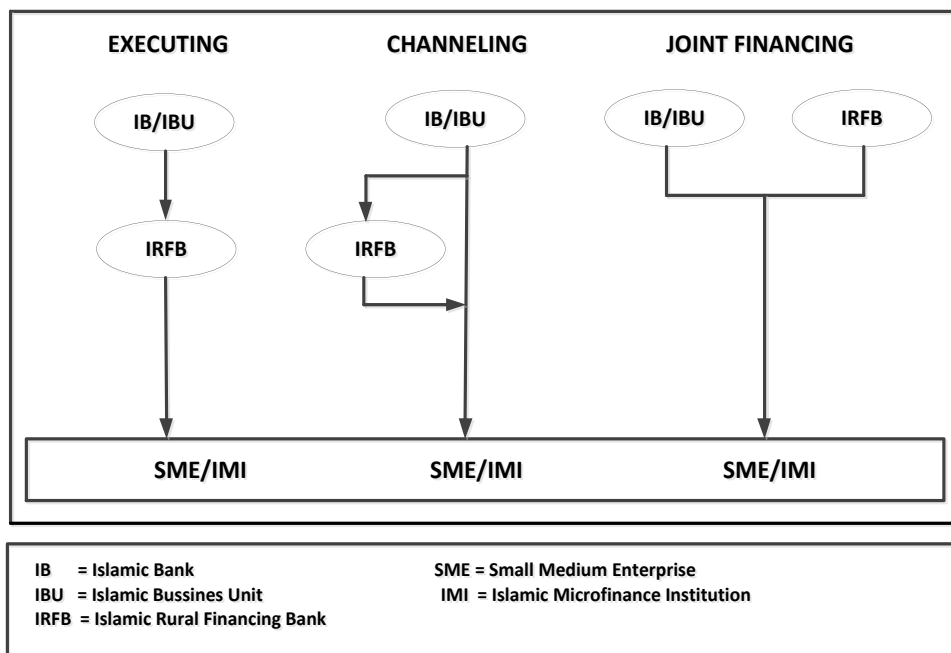 EXECUTING CHANNELING JOINT FINANCING
IB/IBU IB/IBU IB/IBU IRFB
IRFB IRFB
SME/IMI SME/IMI SME/IMI
IB = Islamic Bank SME = Small Medium Enterprise
IBU = Islamic Bussines Unit IMI = Islamic Microfinance Institution
IRFB = Islamic Rural Financing Bank